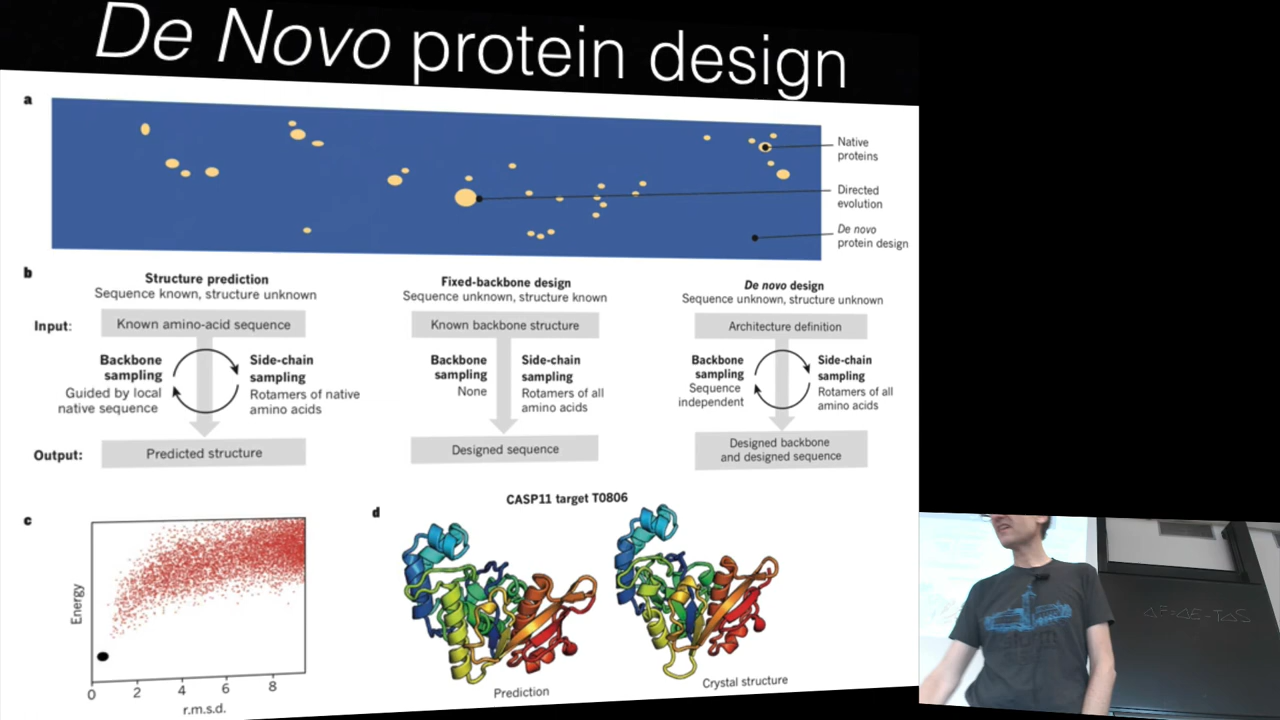 De Novo protein design
a
Native
proteins
Directed
evolution
De novo
protein design
b
Structure prediction
Sequence known, structure unknown
Fixed-backbone design
Sequence unknown, structure known
De novo design
Sequence unknown, structure unknown
Input:
Known amino-acid sequence
Known backbone structure
Architecture definition
Backbone
sampling
Guided by local
native sequence
Side-chain
sampling
Rotamers of native
amino acids
Backbone
sampling
None
Side-chain
sampling
Rotamers of all
amino acids
Backbone
sampling
Sequence
independent
Side-chain
sampling
Rotamers of all
amino acids
Output:
Predicted structure
Designed sequence
Designed backbone
and designed sequence
c
Energy
0 2 4 6 8
r.m.s.d.
d
CASP11 target T0806
Prediction
Crystal structure
ΔF=ΔE-TΔS